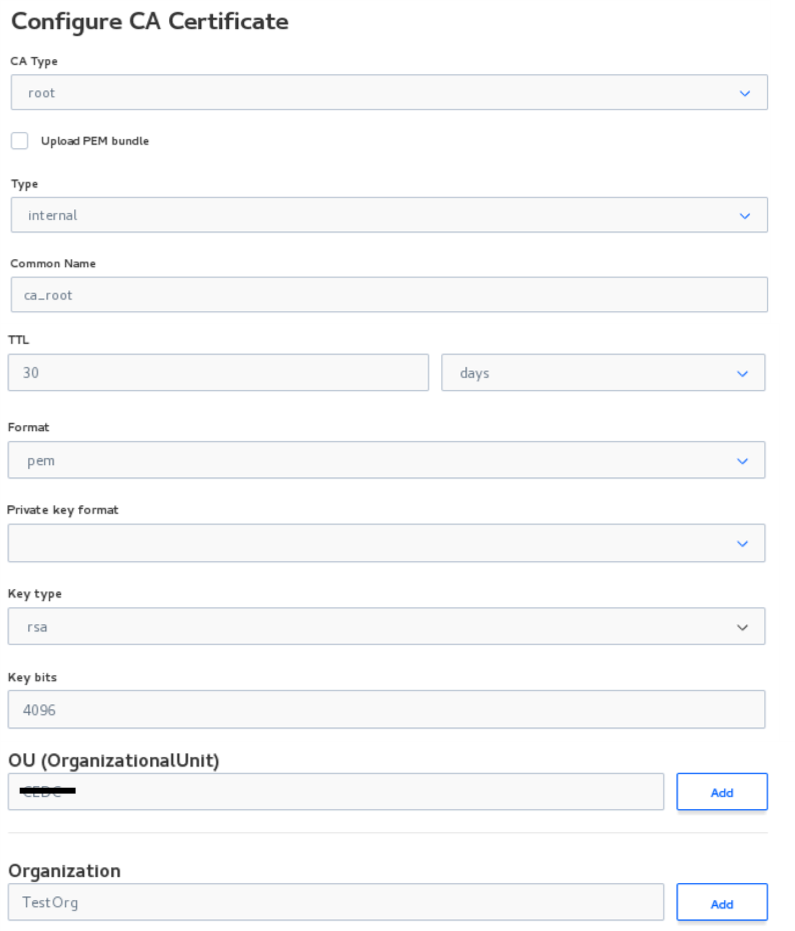 Configure CA Certificate
CA Type
root
Upload PEM bundle
Type
internal
Common Name
ca_root
TTL
30 days
Format
pem
Private key format
Key type
rsa
Key bits
4096
OU (OrganizationalUnit)
Add
Organization
TestOrg Add